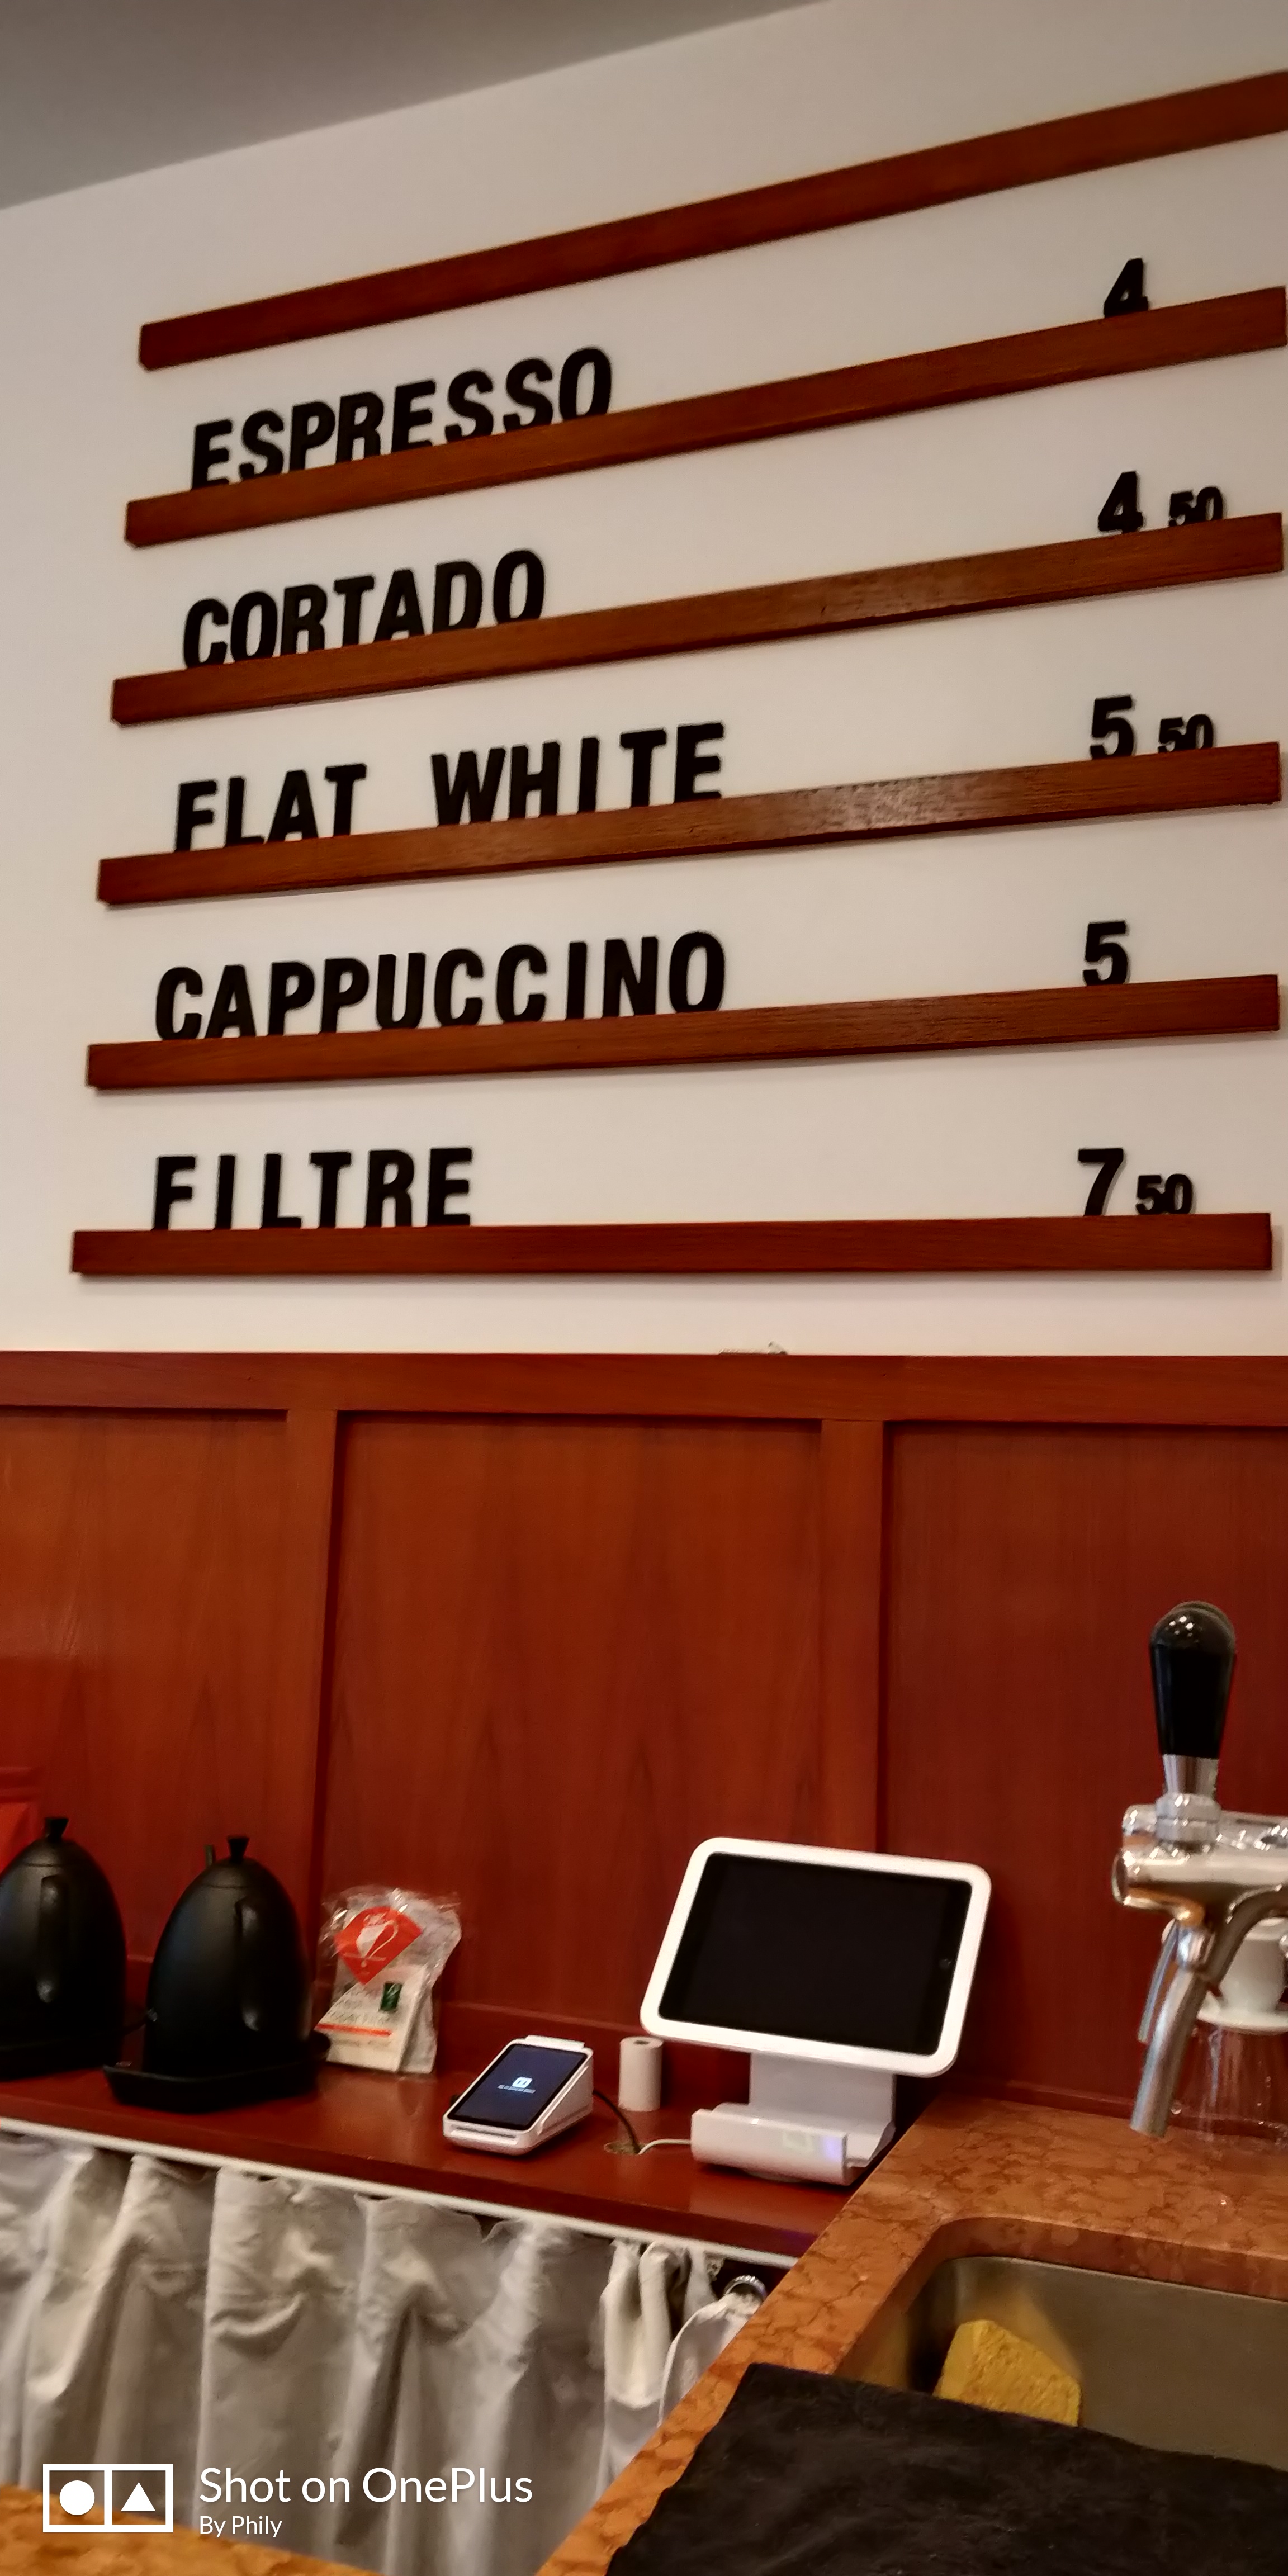 ESPRESSO 4
CORTADO 4 50
FLAT WHITE 5 50
CAPPUCCINO 5
FILTRE 7 50
Shot on OnePlus
By Phily